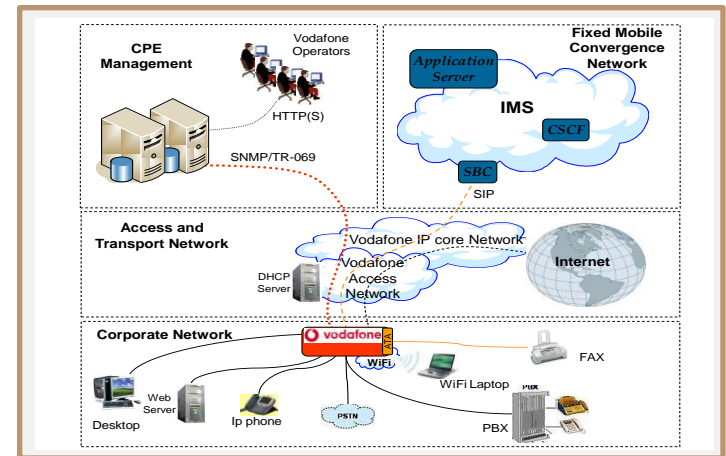 CPE
Management
Vodafone
Operators
HTTP(S)
SNMP/TR-069
Fixed Mobile
Convergence
Network
Application
Server
IMS
CSCF
SBC
SIP
Access and
Transport Network
Vodafone IP core Network
DHCP
Server
Vodafone
Access
Network
Internet
Corporate Network
vodafone
ATA
WiFi
FAX
WiFi Laptop
Desktop
Web
Server
Ip phone
PSTN
PBX
PBX